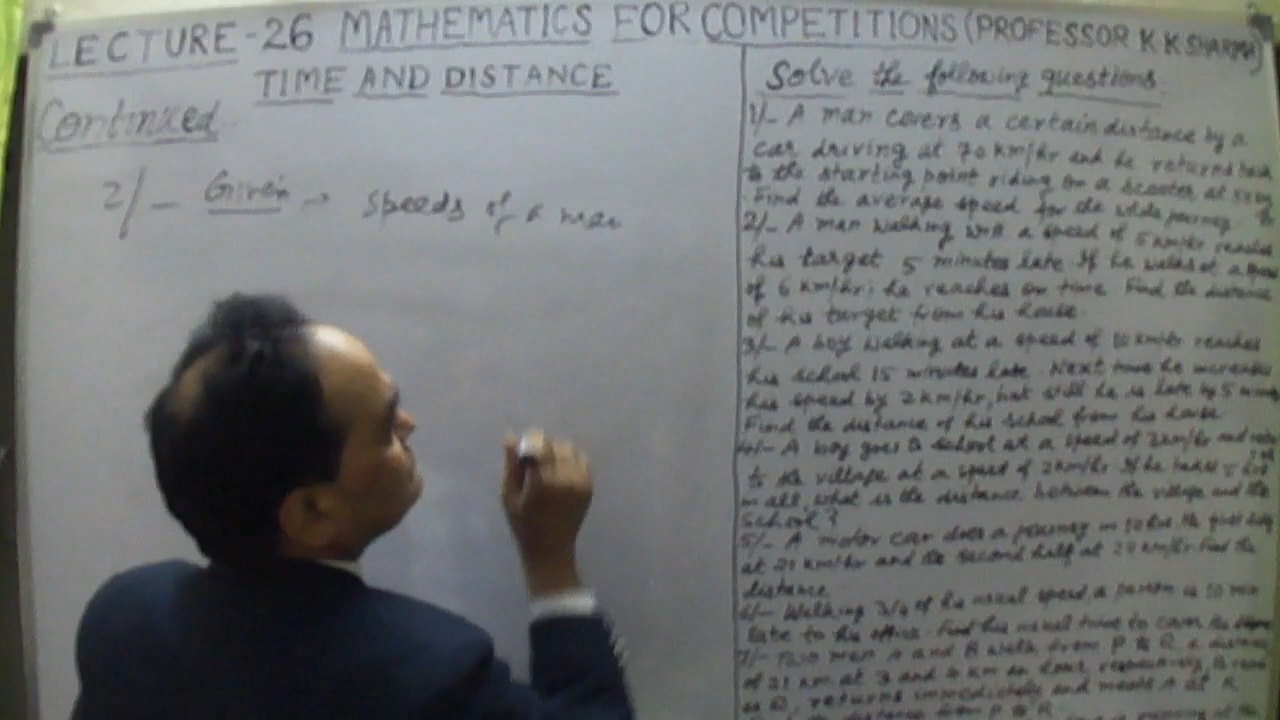 LECTURE-26 MATHEMATICS FOR COMPETITIONS (PROFESSOR K K SHARMA)
TIME AND DISTANCE
Continued
2/- Given → Speeds of a man
Solve the following questions
1/- A man covers a certain distance by a
car driving at 70 km/hr and he returns back
to the starting point riding on a scooter at
Find the average speed for the whole journey.
2/- A man walking with a speed of 5 km/hr reaches
his target 5 minutes late. If he walks at a speed
of 6 km/hr, he reaches on time. Find the distance
of his target from his house.
3/- A boy walking at a speed of 10 km/hr reaches
his school 15 minutes late. Next time he increases
his speed by 2 km/hr, but still he is late by 5 minutes
Find the distance of his school from his house
4/- A boy goes to school at a speed of km/hr and
to the village at a speed of 2 km/hr. If he takes 5 hrs
in all, what is the distance between the village and the
School?
5/- A motor car does a journey in 10 hrs, the first half
at 21 km/hr and the second half at 24 km/hr. Find the
distance
6/- Walking 3/4 of his usual speed, a person is 10 min
late to his office. Find his usual time to cover the
7/- Two men A and B walk from P to Q, a distance
of 21 km at 3 and 4 km an hour respectively. B
Q, returns immediately and meets A at R
the distance from P to R